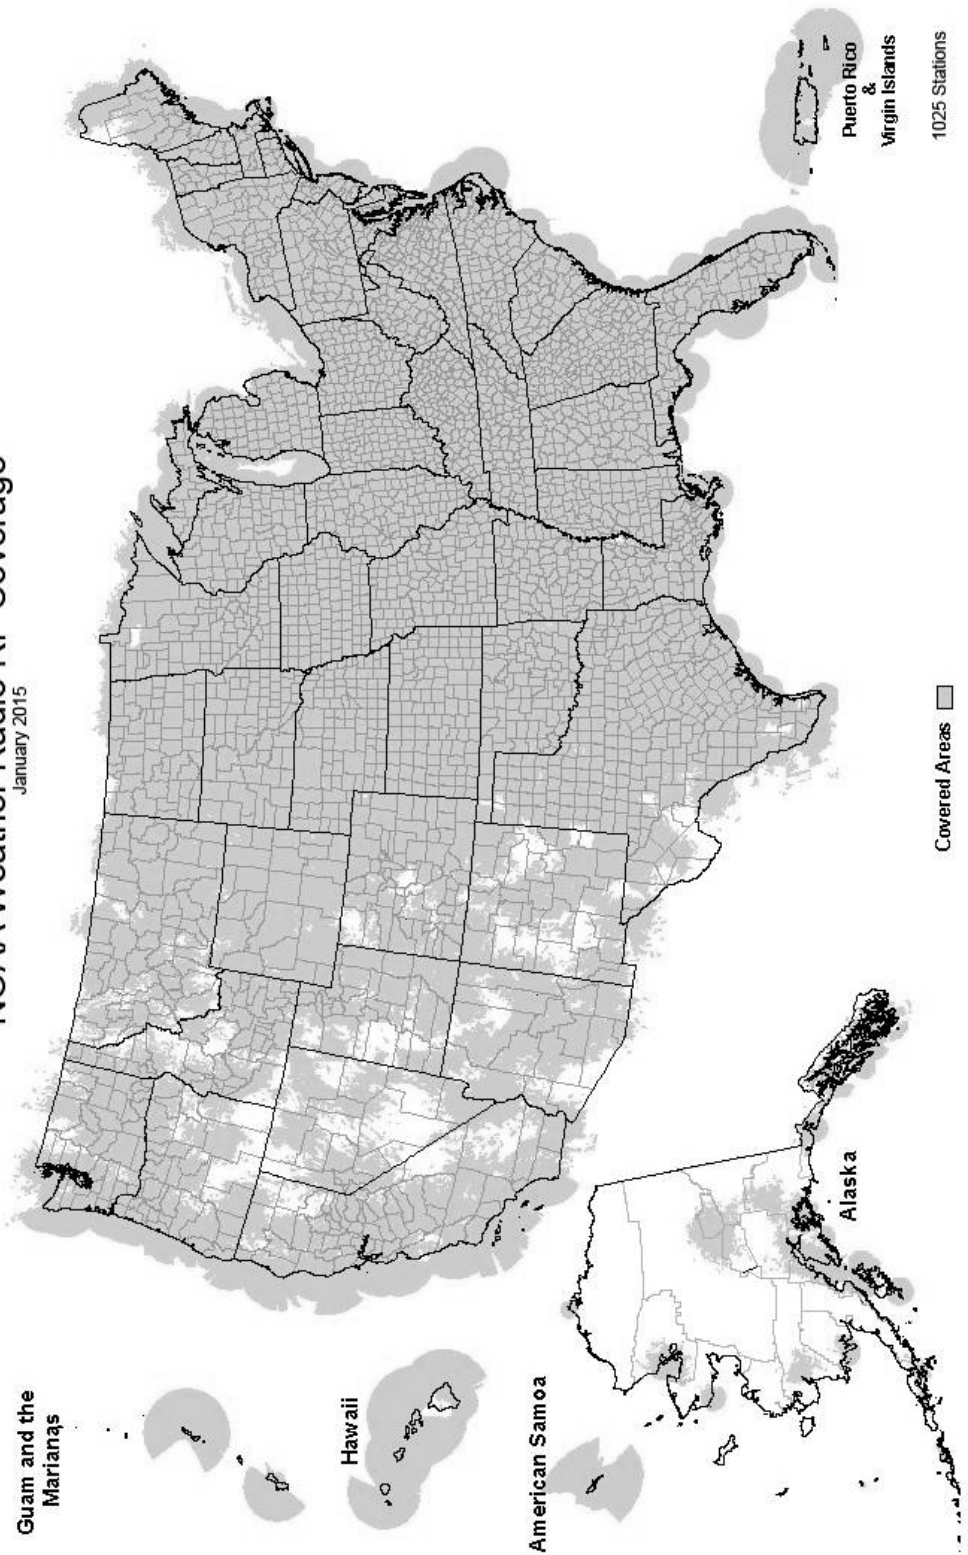 NOAA Weather Radio RF Coverage
January 2015
Guam and the
Marianas
Hawaii
American Samoa
Alaska
Covered Areas
Puerto Rico
&
Virgin Islands
1025 Stations